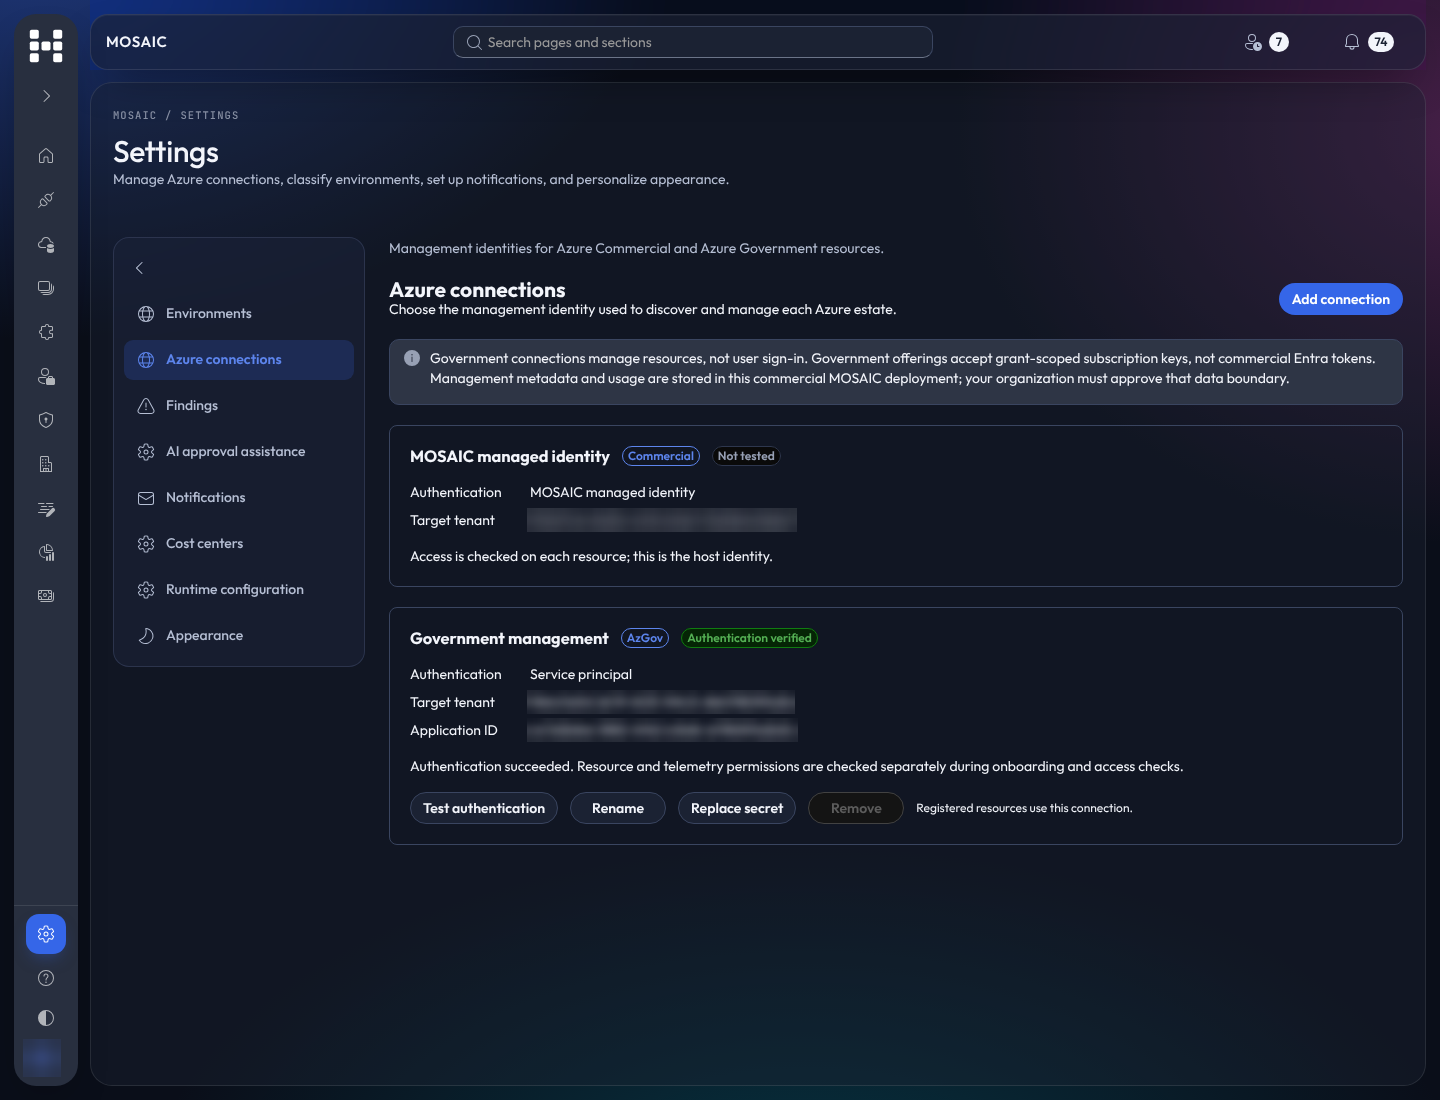 MOSAIC
Search pages and sections
7
74
MOSAIC / SETTINGS
Settings
Manage Azure connections, classify environments, set up notifications, and personalize appearance.
Environments
Azure connections
Findings
AI approval assistance
Notifications
Cost centers
Runtime configuration
Appearance
Management identities for Azure Commercial and Azure Government resources.
Azure connections
Choose the management identity used to discover and manage each Azure estate.
Add connection
Government connections manage resources, not user sign-in. Government offerings accept grant-scoped subscription keys, not commercial Entra tokens.
Management metadata and usage are stored in this commercial MOSAIC deployment; your organization must approve that data boundary.
MOSAIC managed identity Commercial Not tested
Authentication MOSAIC managed identity
Target tenant
Access is checked on each resource; this is the host identity.
Government management AzGov Authentication verified
Authentication Service principal
Target tenant
Application ID
Authentication succeeded. Resource and telemetry permissions are checked separately during onboarding and access checks.
Test authentication Rename Replace secret Remove Registered resources use this connection.